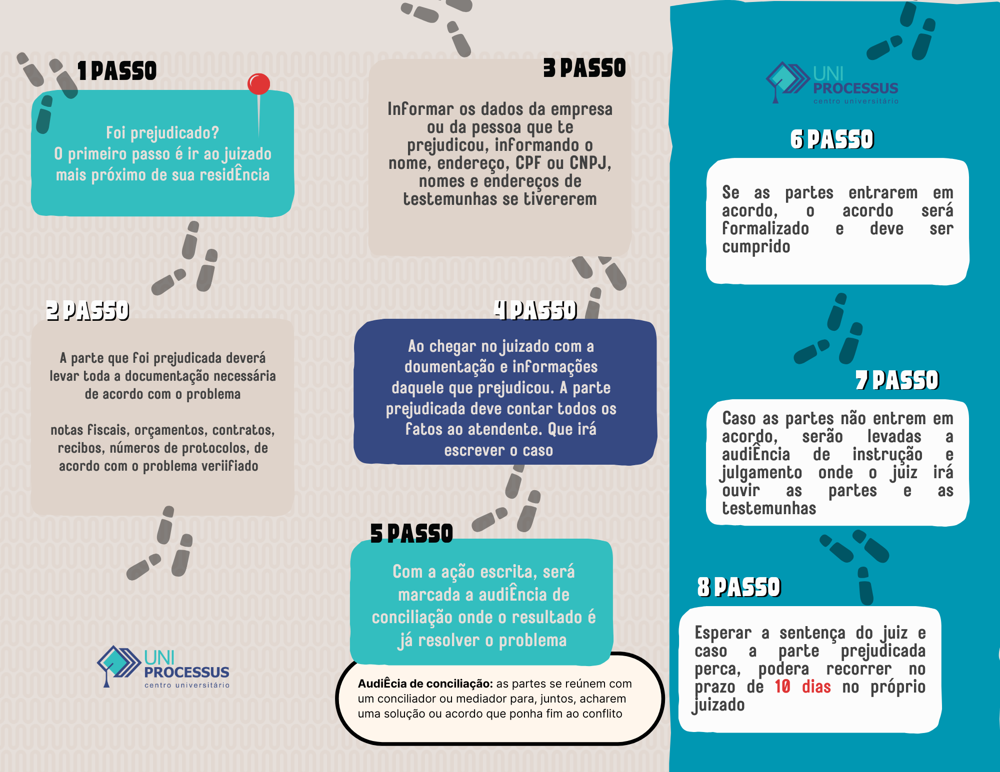 1 PASSO
Foi prejudicado?
O primeiro passo é ir ao juizado
mais próximo de sua residÊncia
2 PASSO
A parte que foi prejudicada deverá
levar toda a documentação necessária
de acordo com o problema
notas fiscais, orçamentos, contratos,
recibos, números de protocolos, de
acordo com o problema veriifiado
UNI
PROCESSUS
centro universitário
3 PASSO
Informar os dados da empresa
ou da pessoa que te
prejudicou, informando o
nome, endereço, CPF ou CNPJ,
nomes e endereços de
testemunhas se tivererem
4 PASSO
Ao chegar no juizado com a
doumentação e informações
daquele que prejudicou. A parte
prejudicada deve contar todos os
fatos ao atendente. Que irá
escrever o caso
5 PASSO
Com a ação escrita, será
marcada a audiÊncia de
conciliação onde o resultado é
já resolver o problema
AudiÊcia de conciliação: as partes se reúnem com
um conciliador ou mediador para, juntos, acharem
uma solução ou acordo que ponha fim ao conflito
UNI
PROCESSUS
centro universitário
6 PASSO
Se as partes entrarem em
acordo, o acordo será
formalizado e deve ser
cumprido
7 PASSO
Caso as partes não entrem em
acordo, serão levadas a
audiÊncia de instrução e
julgamento onde o juiz irá
ouvir as partes e as
testemunhas
8 PASSO
Esperar a sentença do juiz e
caso a parte prejudicada
perca, podera recorrer no
prazo de 10 dias no próprio
juizado